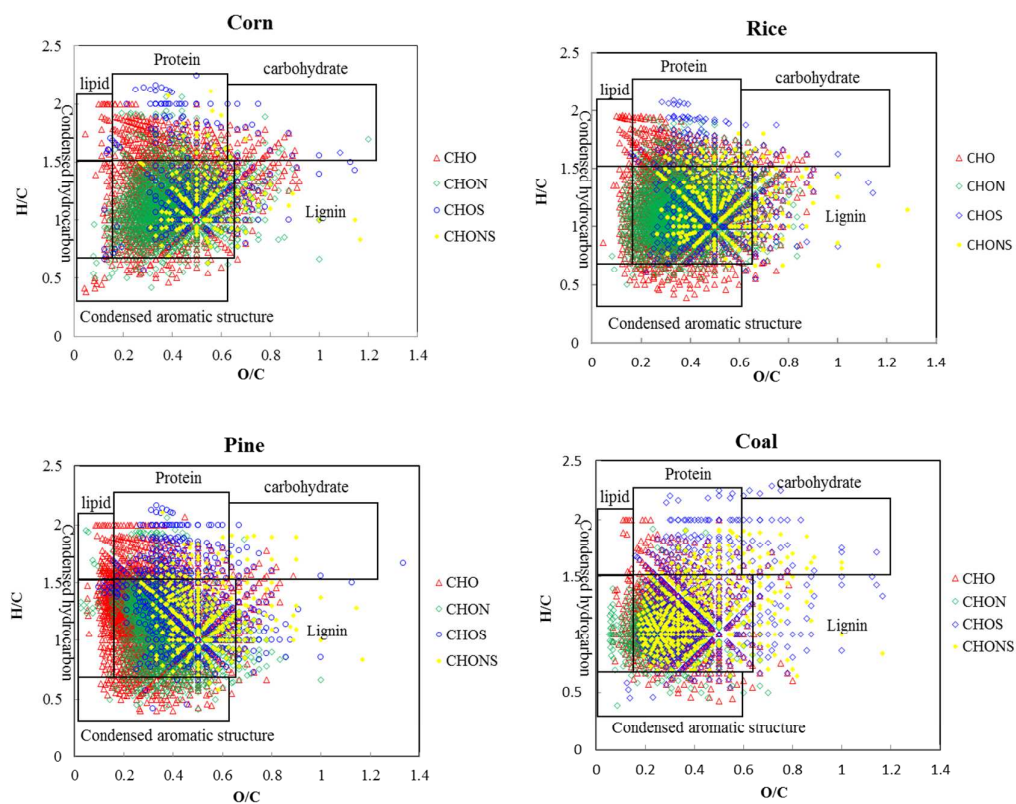 Corn
2.5
2
1.5
1
0.5
0
H/C
lipid
Protein
carbohydrate
Condensed hydrocarbon
Lignin
Condensed aromatic structure
0 0.2 0.4 0.6 0.8 1 1.2 1.4
O/C
CHO
CHON
CHOS
CHONS
Rice
2.5
2
1.5
1
0.5
0
H/C
lipid
Protein
carbohydrate
Condensed hydrocarbon
Lignin
Condensed aromatic structure
0 0.2 0.4 0.6 0.8 1 1.2 1.4
O/C
CHO
CHON
CHOS
CHONS
Pine
2.5
2
1.5
1
0.5
0
H/C
lipid
Protein
carbohydrate
Condensed hydrocarbon
Lignin
Condensed aromatic structure
0 0.2 0.4 0.6 0.8 1 1.2 1.4
O/C
CHO
CHON
CHOS
CHONS
Coal
2.5
2
1.5
1
0.5
0
H/C
lipid
Protein
carbohydrate
Condensed hydrocarbon
Lignin
Condensed aromatic structure
0 0.2 0.4 0.6 0.8 1 1.2 1.4
O/C
CHO
CHON
CHOS
CHONS